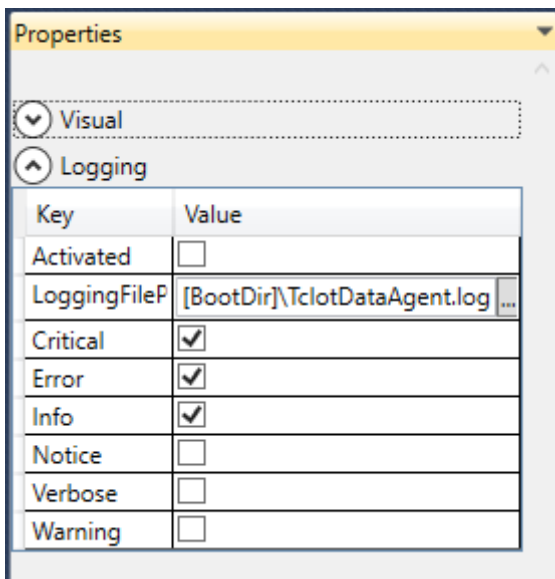 Properties
Visual
Logging
Key Value
Activated
LoggingFileP [BootDir]\TcIotDataAgent.log ...
Critical
Error
Info
Notice
Verbose
Warning